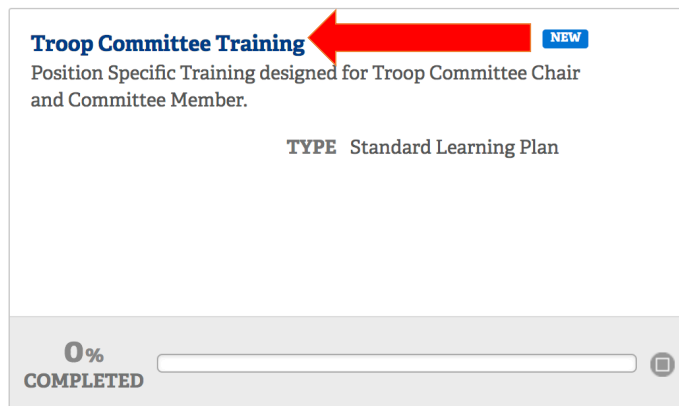 Troop Committee Training
NEW
Position Specific Training designed for Troop Committee Chair
and Committee Member.
TYPE Standard Learning Plan
0%
COMPLETED